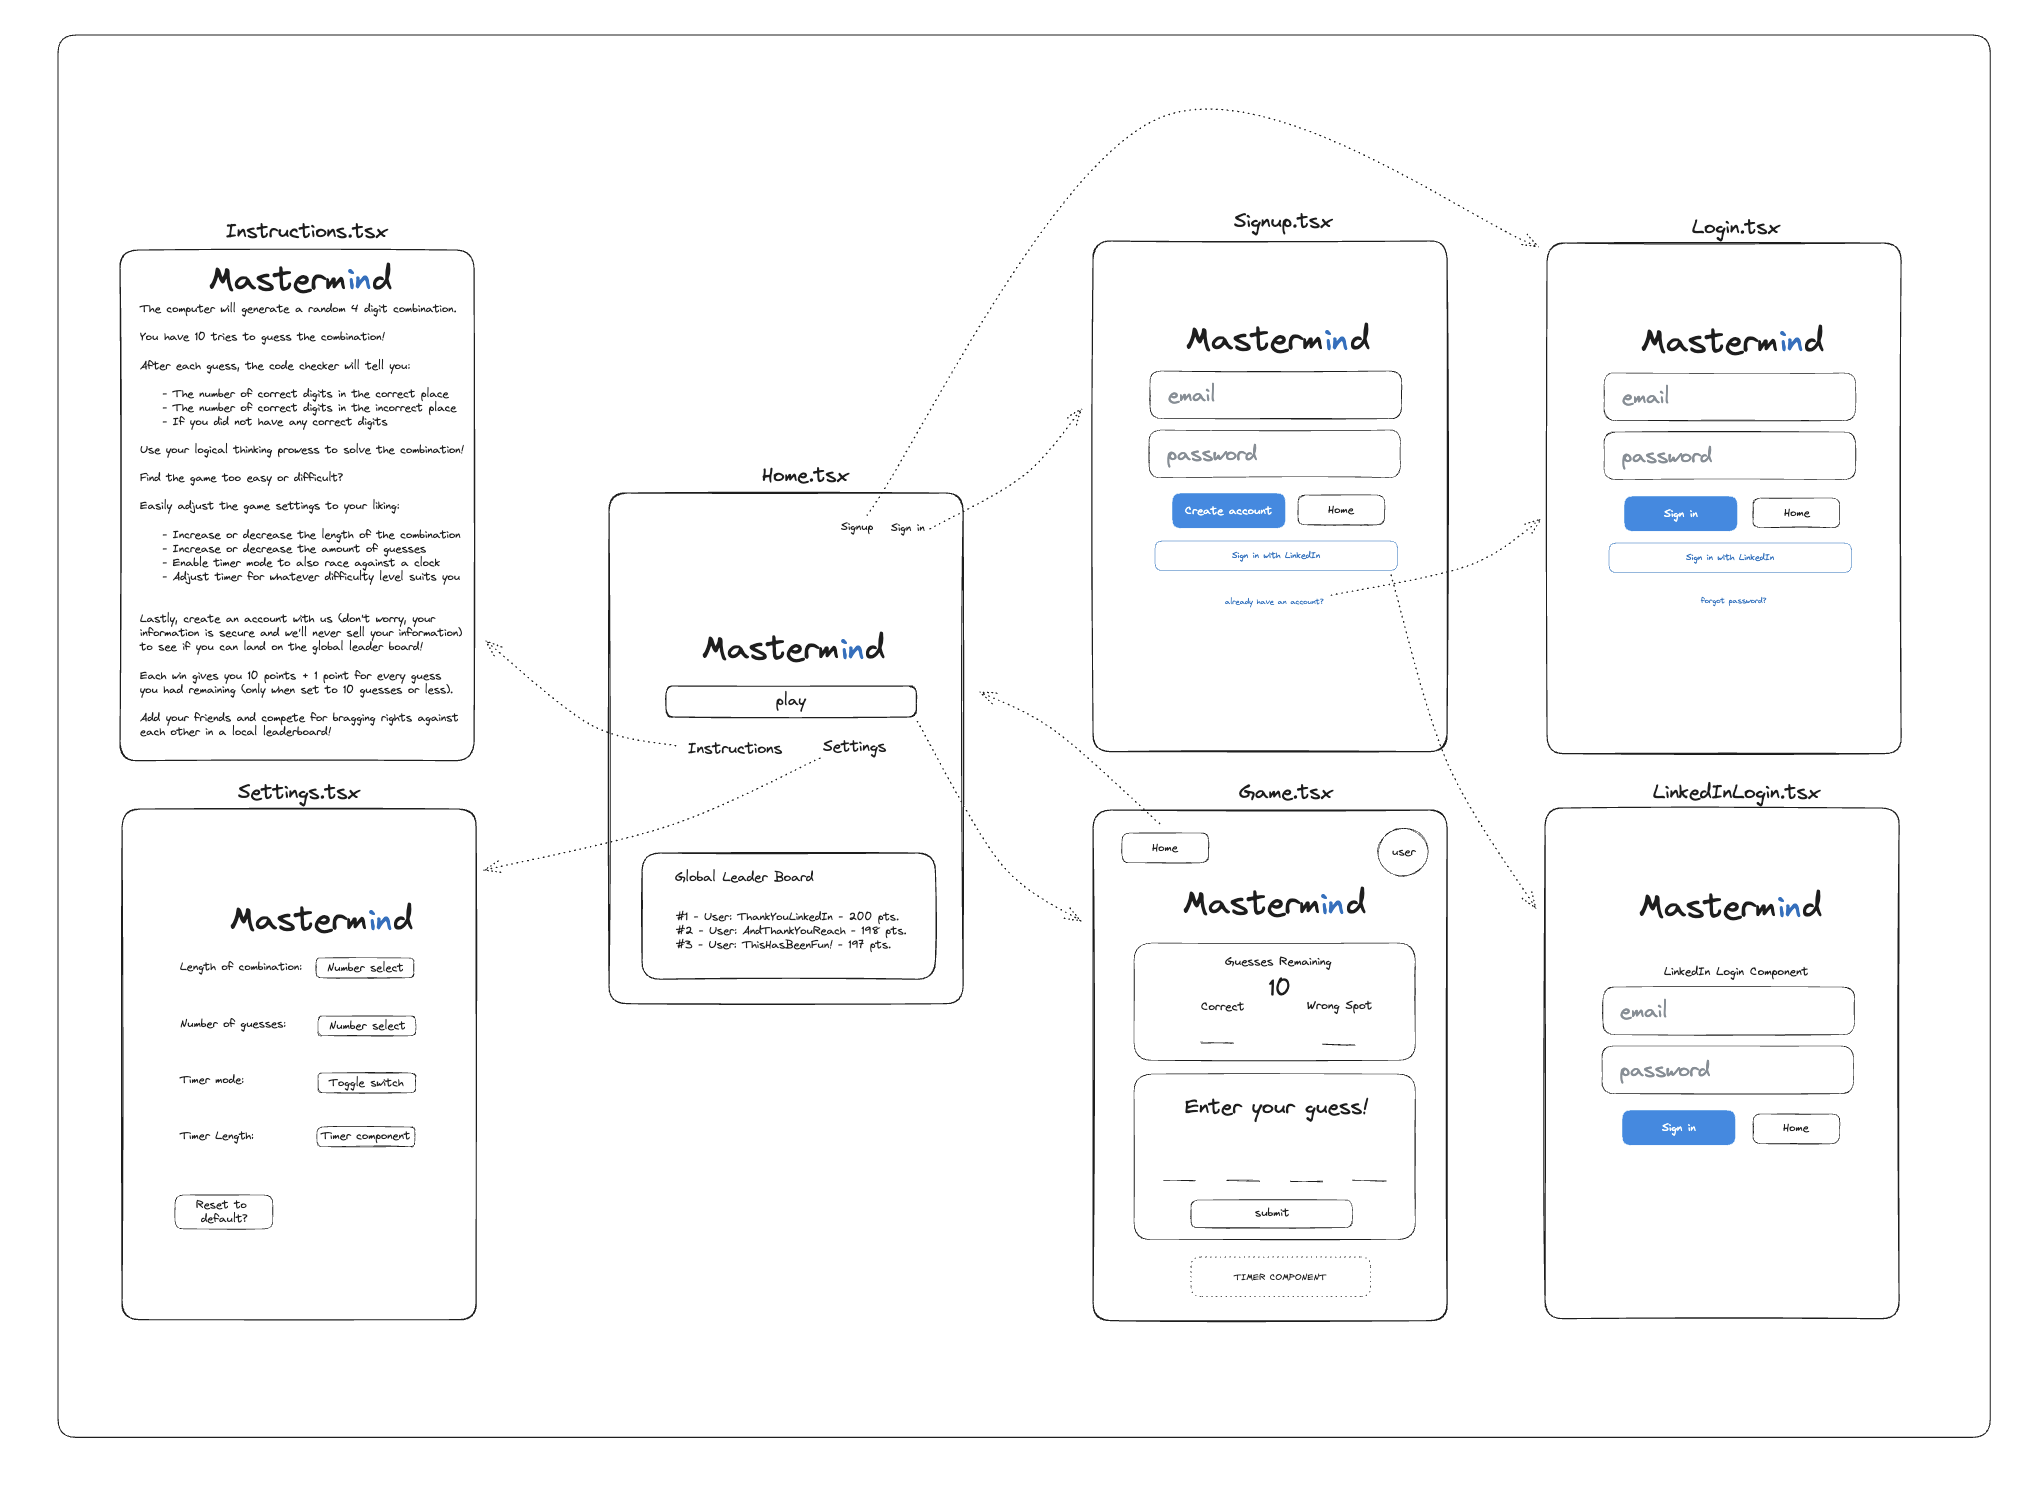 Instructions.tsx
Mastermind
The computer will generate a random 4 digit combination.
You have 10 tries to guess the combination!
After each guess, the code checker will tell you:
- The number of correct digits in the correct place
- The number of correct digits in the incorrect place
- If you did not have any correct digits
Use your logical thinking prowess to solve the combination!
Find the game too easy or difficult?
Easily adjust the game settings to your liking:
- Increase or decrease the length of the combination
- Increase or decrease the amount of guesses
- Enable timer mode to also race against a clock
- Adjust timer for whatever difficulty level suits you
Lastly, create an account with us (don't worry, your
information is secure and we'll never sell your information)
to see if you can land on the global leader board!
Each win gives you 10 points + 1 point for every guess
you had remaining (only when set to 10 guesses or less).
Add your friends and compete for bragging rights against
each other in a local leaderboard!
Settings.tsx
Mastermind
Length of combination:
Number select
Number of guesses:
Number select
Timer mode:
Toggle switch
Timer Length:
Timer component
Reset to
default?
Home.tsx
Signup
Sign in
Mastermind
play
Instructions
Settings
Global Leader Board
#1 - User: ThankYouLinkedIn - 200 pts.
#2 - User: AndThankYouReach - 198 pts.
#3 - User: ThisHasBeenFun! - 197 pts.
Signup.tsx
Mastermind
email
password
Create account
Home
Sign in with LinkedIn
already have an account?
Login.tsx
Mastermind
email
password
Sign in
Home
Sign in with LinkedIn
forgot password?
Game.tsx
Home
user
Mastermind
Guesses Remaining
10
Correct
Wrong Spot
Enter your guess!
submit
TIMER COMPONENT
LinkedInLogin.tsx
Mastermind
LinkedIn Login Component
email
password
Sign in
Home